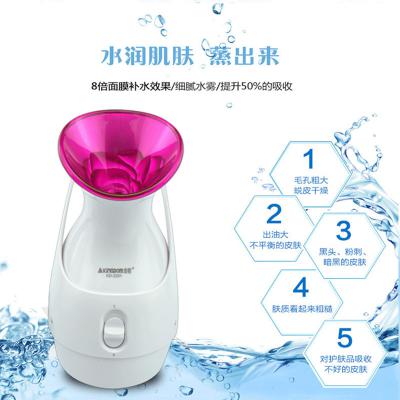 水润肌肤 蒸出来
8倍面膜补水效果/细腻水雾/提升50%的吸收
1
毛孔粗大
蜕皮干燥
2
出油大
不平衡的皮肤
3
黑头、粉刺、
暗黑的皮肤
4
肤质看起来粗糙
5
对护肤品吸收
不好的皮肤